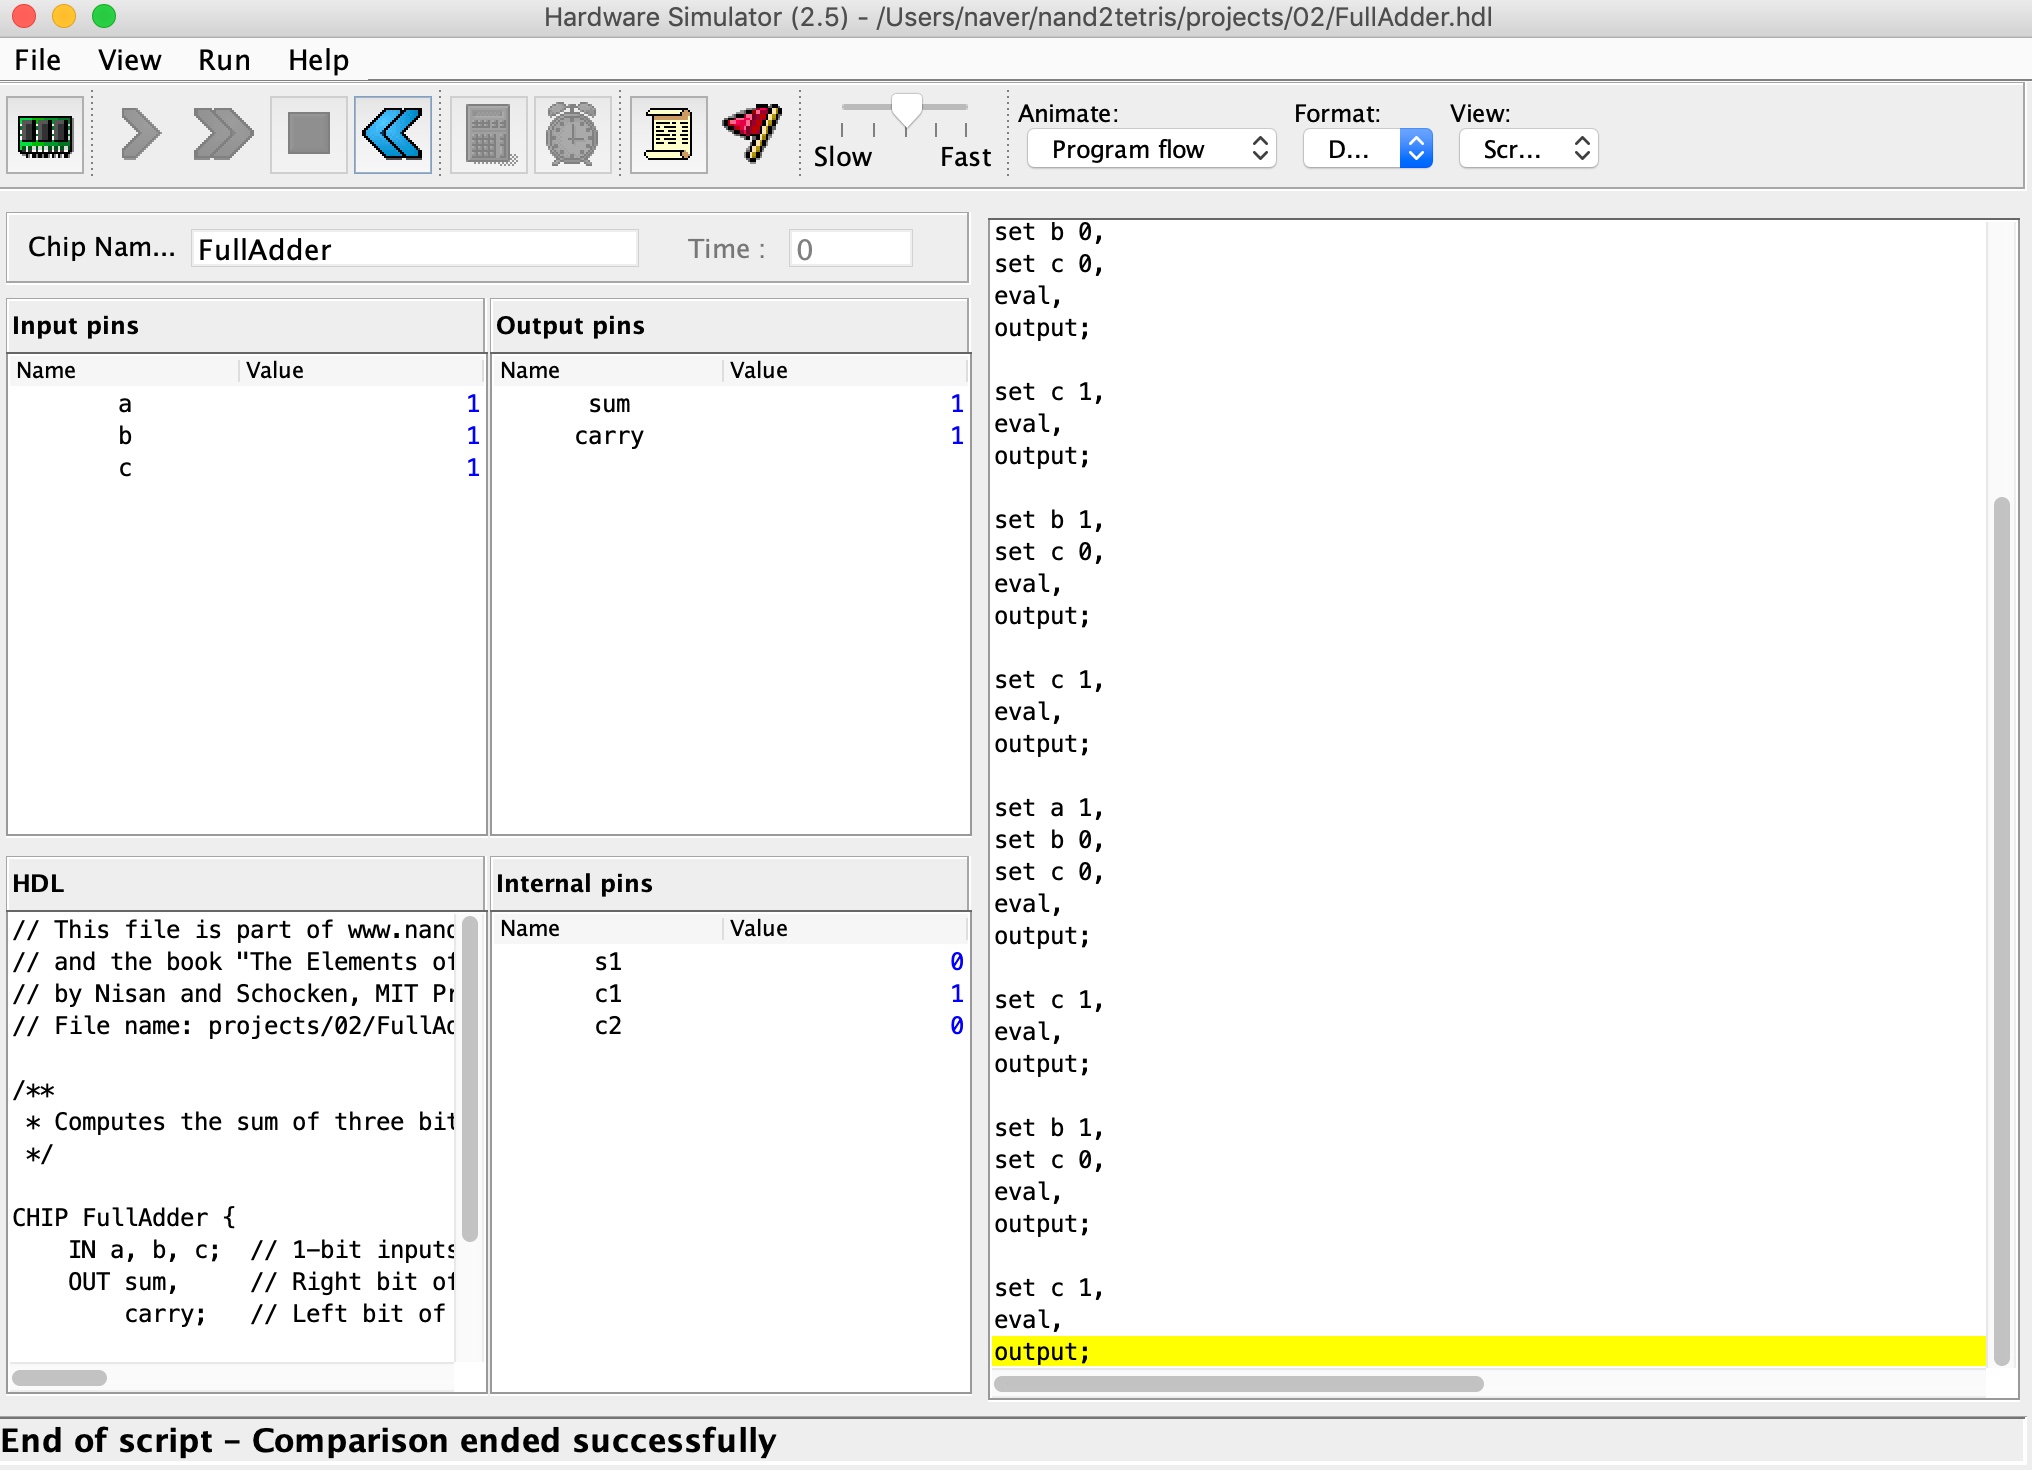 Hardware Simulator (2.5) - /Users/naver/nand2tetris/projects/02/FullAdder.hdl
File View Run Help
Animate: Format: View:
Slow Fast Program flow D... Scr...
Chip Nam... FullAdder Time : 0
Input pins
Name Value
a 1
b 1
c 1
Output pins
Name Value
sum 1
carry 1
HDL
// This file is part of www.nand
// and the book "The Elements of
// by Nisan and Schocken, MIT Pr
// File name: projects/02/FullAd
/**
* Computes the sum of three bit
*/
CHIP FullAdder {
IN a, b, c;  // 1-bit inputs
OUT sum,     // Right bit of
carry;   // Left bit of
Internal pins
Name Value
s1 0
c1 1
c2 0
set b 0,
set c 0,
eval,
output;
set c 1,
eval,
output;
set b 1,
set c 0,
eval,
output;
set c 1,
eval,
output;
set a 1,
set b 0,
set c 0,
eval,
output;
set c 1,
eval,
output;
set b 1,
set c 0,
eval,
output;
set c 1,
eval,
output;
End of script - Comparison ended successfully